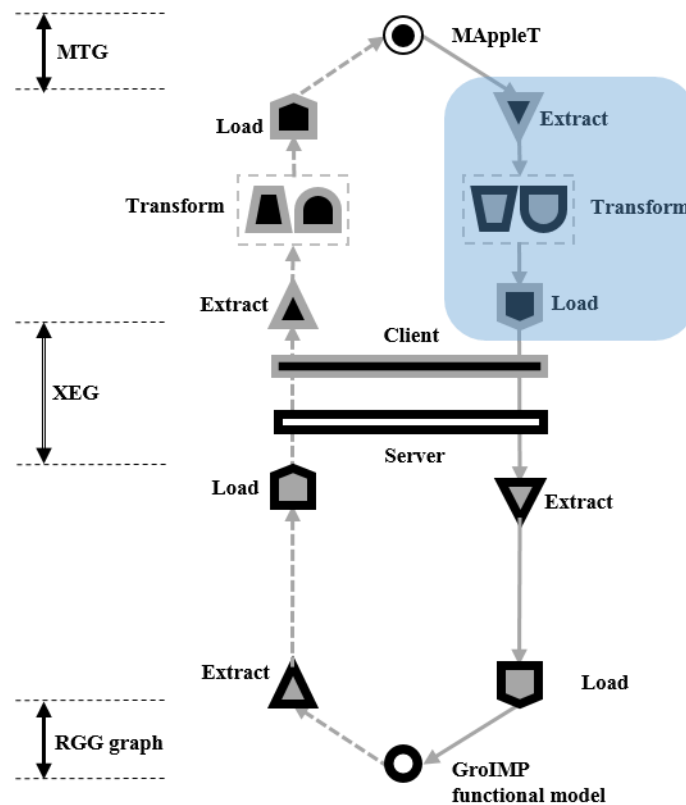 MAppleT
MTG
Extract
Load
Transform
Transform
Extract
Load
Client
XEG
Server
Load
Extract
Extract
Load
RGG graph
GroIMP
functional model